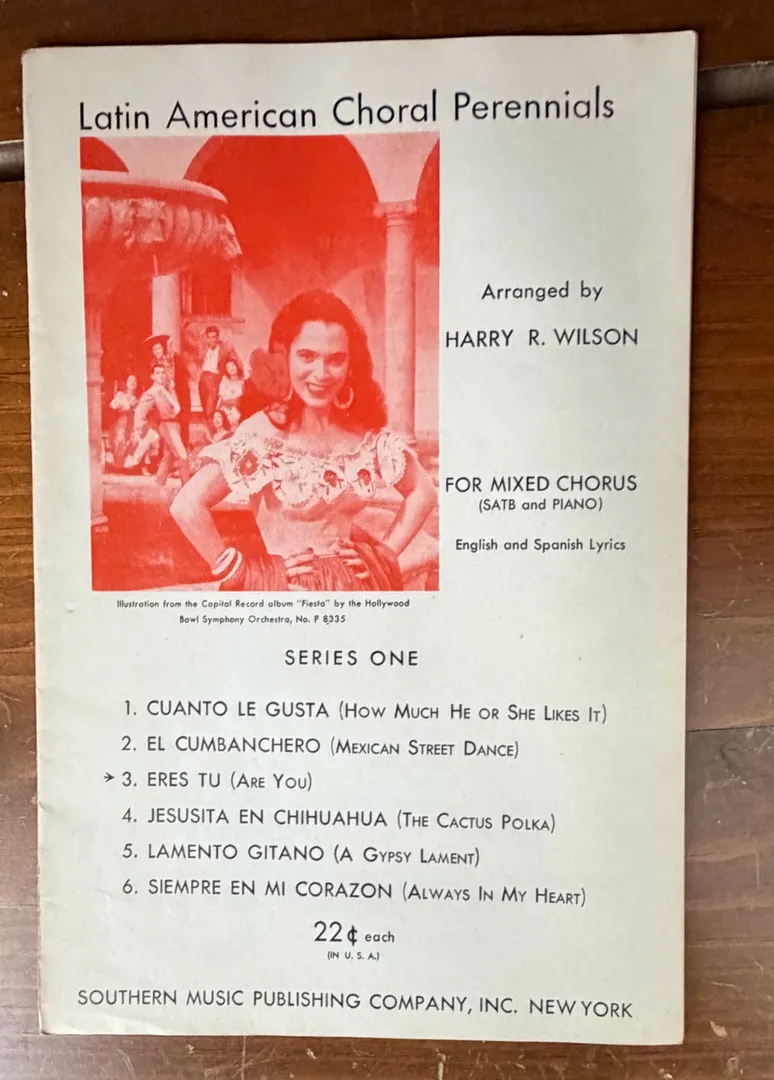 Latin American Choral Perennials
Arranged by
HARRY R. WILSON
FOR MIXED CHORUS
(SATB and PIANO)
English and Spanish Lyrics
Illustration from the Capitol Record album "Fiesta" by the Hollywood
Bowl Symphony Orchestra, No. P 8335
SERIES ONE
1. CUANTO LE GUSTA (HOW MUCH HE OR SHE LIKES IT)
2. EL CUMBANCHERO (MEXICAN STREET DANCE)
→ 3. ERES TU (ARE YOU)
4. JESUSITA EN CHIHUAHUA (THE CACTUS POLKA)
5. LAMENTO GITANO (A GYPSY LAMENT)
6. SIEMPRE EN MI CORAZON (ALWAYS IN MY HEART)
22¢ each
(IN U. S. A.)
SOUTHERN MUSIC PUBLISHING COMPANY, INC. NEW YORK